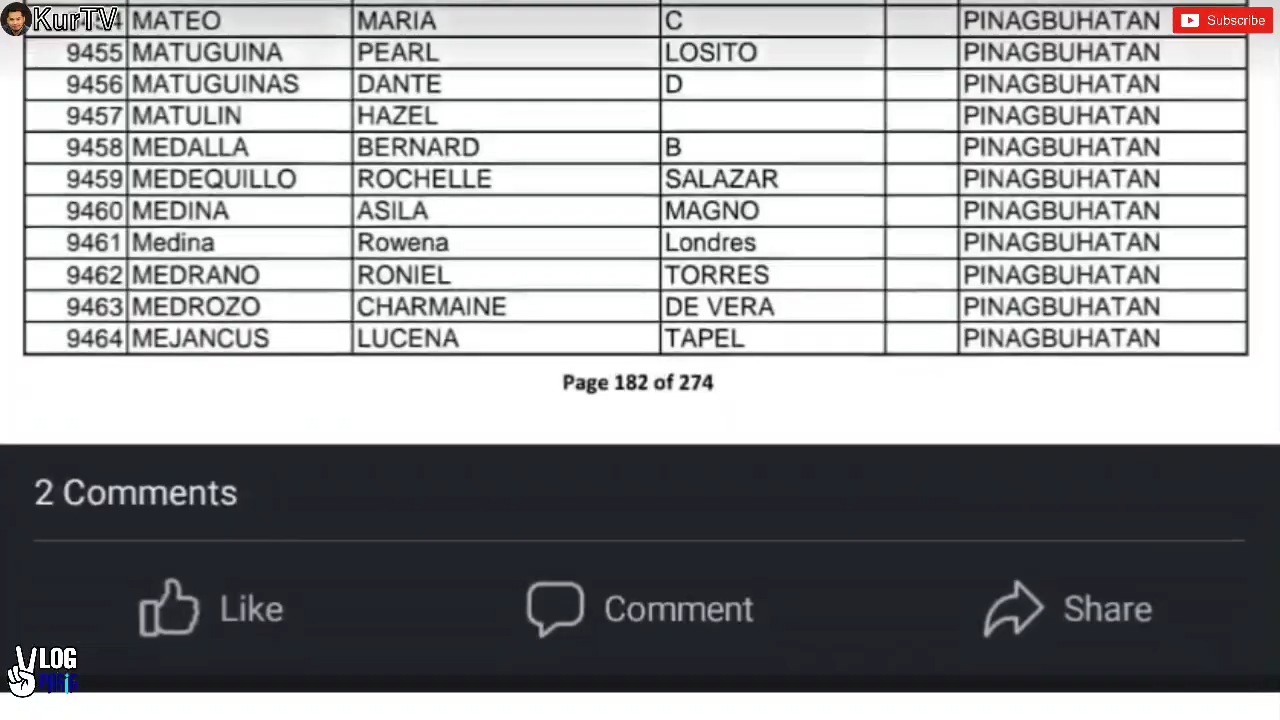 KurTV
Subscribe
4 MATEO MARIA C PINAGBUHATAN
9455 MATUGUINA PEARL LOSITO PINAGBUHATAN
9456 MATUGUINAS DANTE D PINAGBUHATAN
9457 MATULIN HAZEL PINAGBUHATAN
9458 MEDALLA BERNARD B PINAGBUHATAN
9459 MEDEQUILLO ROCHELLE SALAZAR PINAGBUHATAN
9460 MEDINA ASILA MAGNO PINAGBUHATAN
9461 Medina Rowena Londres PINAGBUHATAN
9462 MEDRANO RONIEL TORRES PINAGBUHATAN
9463 MEDROZO CHARMAINE DE VERA PINAGBUHATAN
9464 MEJANCUS LUCENA TAPEL PINAGBUHATAN
Page 182 of 274
2 Comments
Like Comment Share
VLOG
PASIG